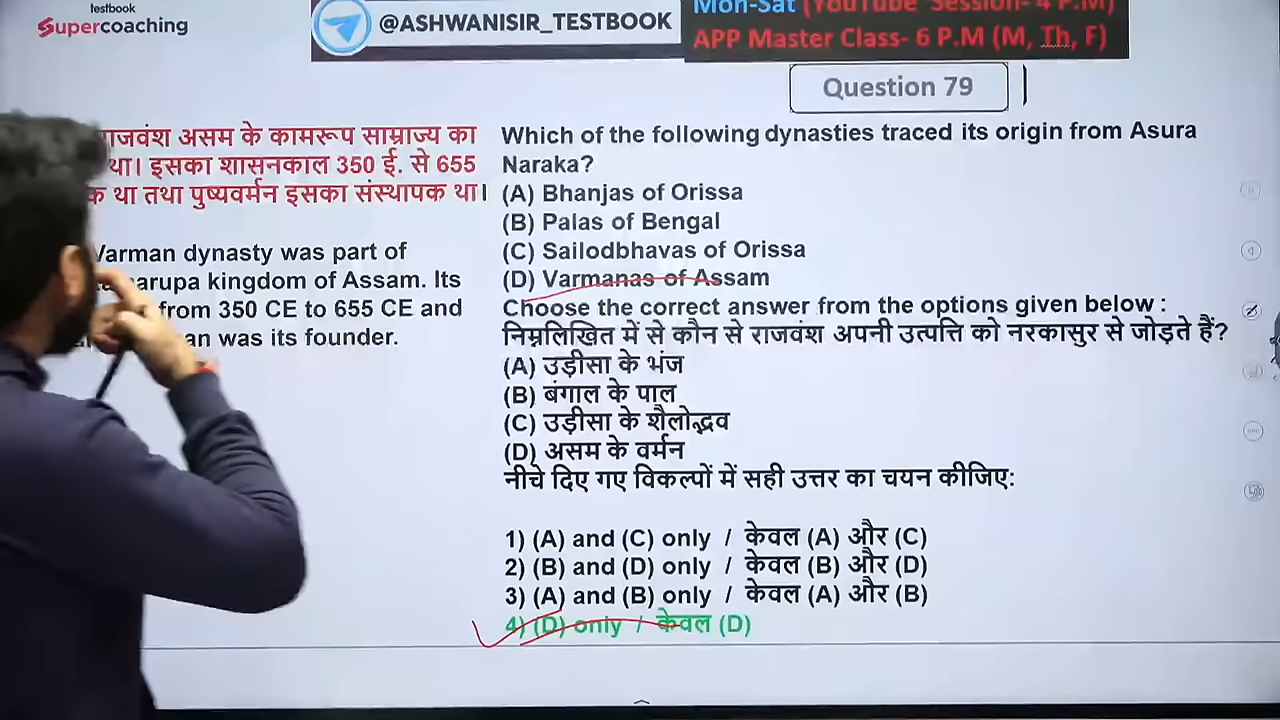 testbook
Supercoaching
@ASHWANISIR_TESTBOOK
Mon-Sat (YouTube Session- 4 P.M)
APP Master Class- 6 P.M (M, Th, F)
Question 79
राजवंश असम के कामरूप साम्राज्य का
था। इसका शासनकाल 350 ई. से 655
था तथा पुष्यवर्मन इसका संस्थापक था।
Varman dynasty was part of
kingdom of Assam. Its
from 350 CE to 655 CE and
was its founder.
Which of the following dynasties traced its origin from Asura
Naraka?
(A) Bhanjas of Orissa
(B) Palas of Bengal
(C) Sailodbhavas of Orissa
(D) Varmanas of Assam
Choose the correct answer from the options given below :
निम्नलिखित में से कौन से राजवंश अपनी उत्पत्ति को नरकासुर से जोड़ते हैं?
(A) उड़ीसा के भंज
(B) बंगाल के पाल
(C) उड़ीसा के शैलोद्भव
(D) असम के वर्मन
नीचे दिए गए विकल्पों में सही उत्तर का चयन कीजिए:
1) (A) and (C) only / केवल (A) और (C)
2) (B) and (D) only / केवल (B) और (D)
3) (A) and (B) only / केवल (A) और (B)
4) (D) only / केवल (D)